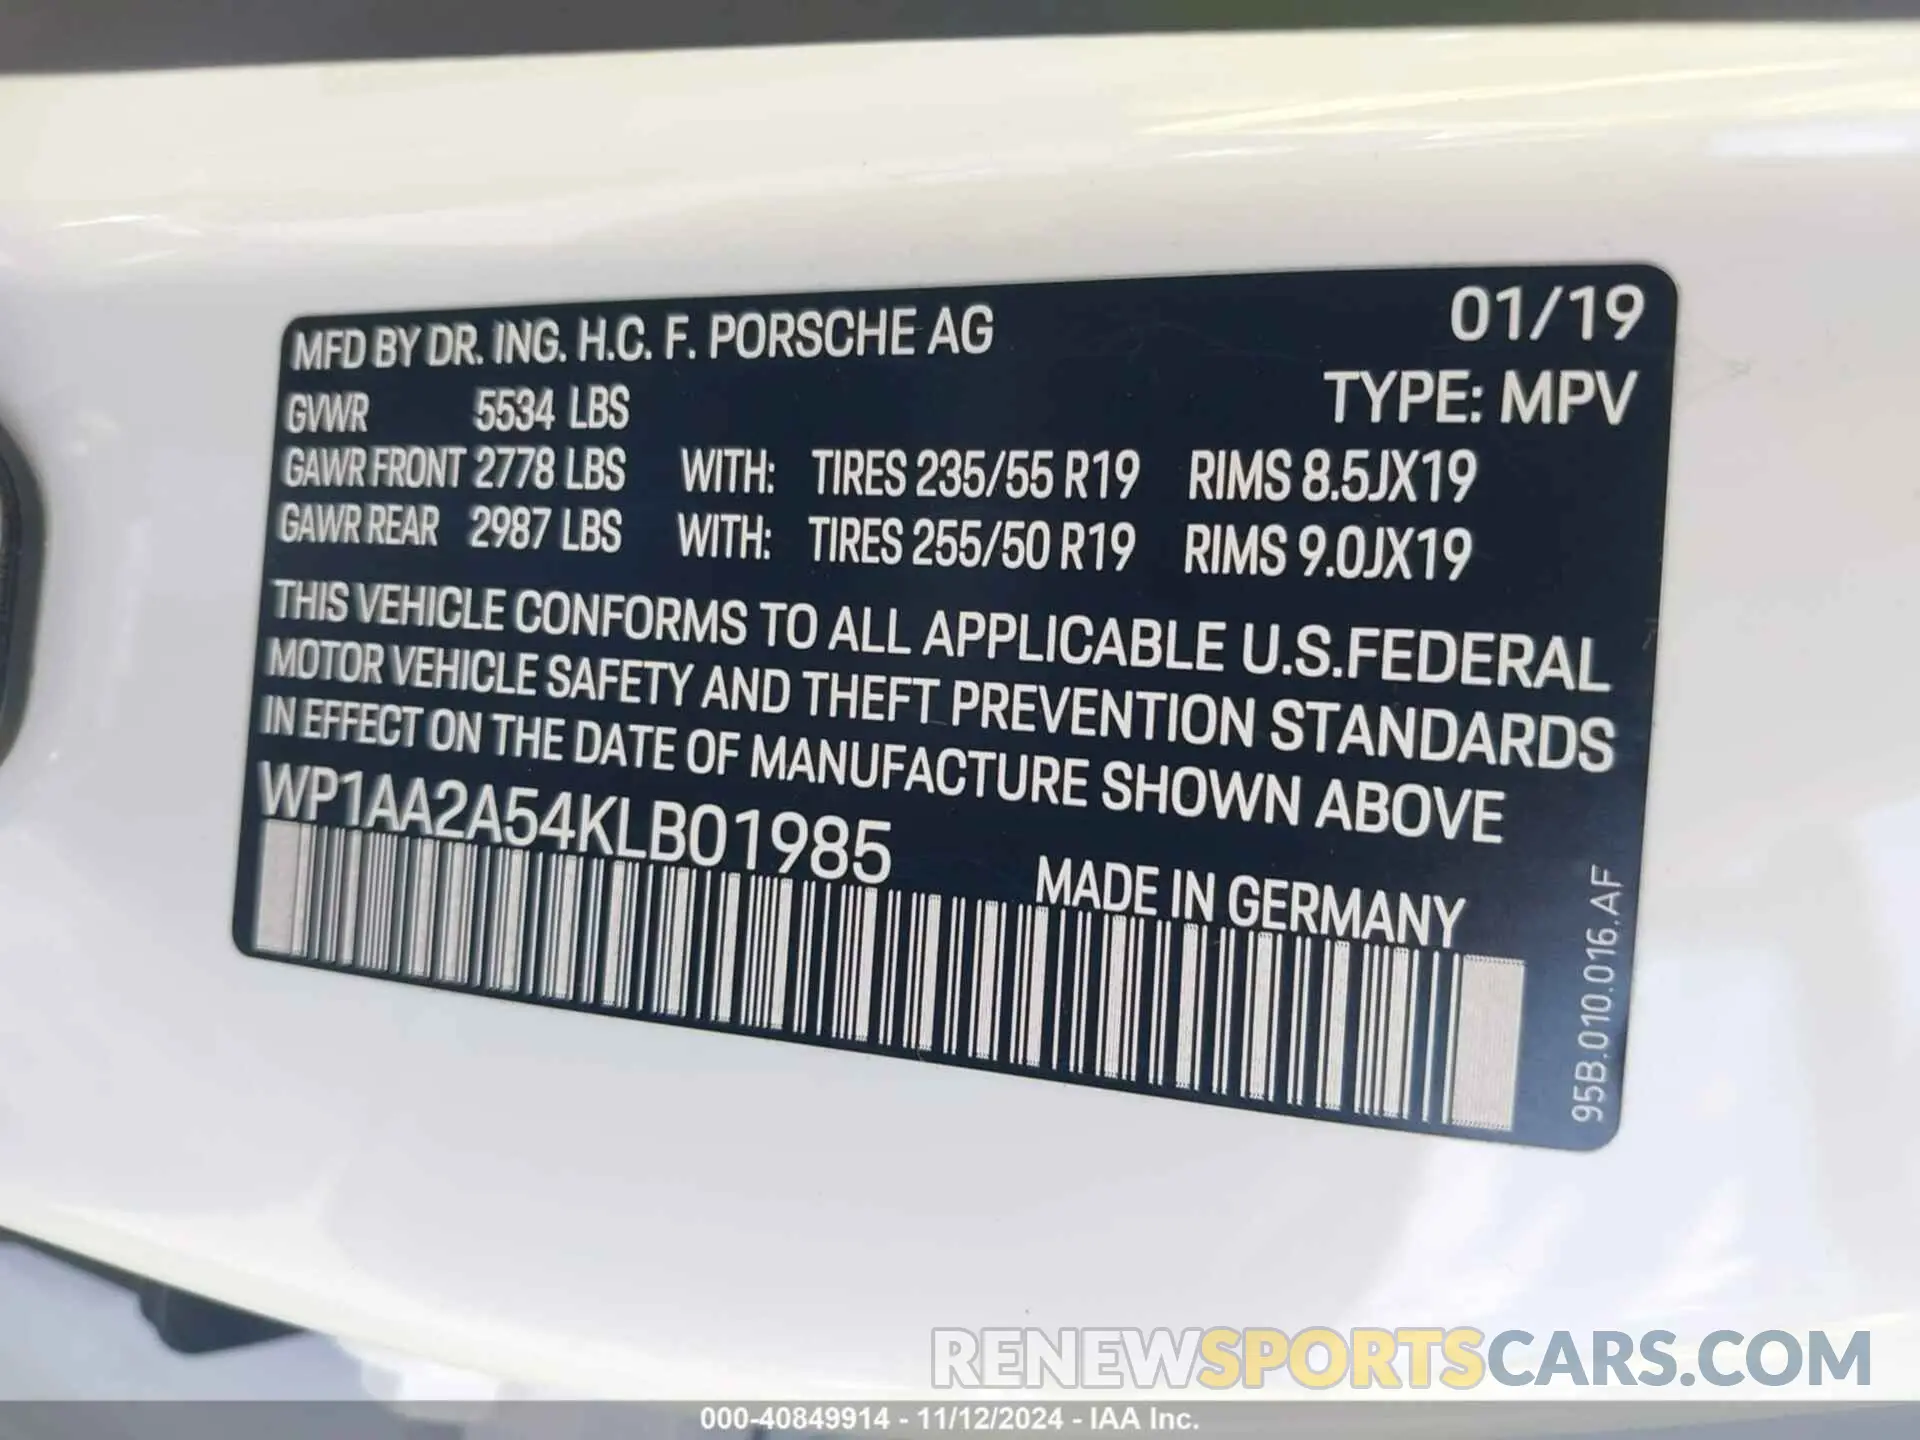 MFD BY DR. ING. H.C. F. PORSCHE AG 01/19
GVWR 5534 LBS TYPE: MPV
GAWR FRONT 2778 LBS WITH: TIRES 235/55 R19 RIMS 8.5JX19
GAWR REAR 2987 LBS WITH: TIRES 255/50 R19 RIMS 9.0JX19
THIS VEHICLE CONFORMS TO ALL APPLICABLE U.S.FEDERAL
MOTOR VEHICLE SAFETY AND THEFT PREVENTION STANDARDS
IN EFFECT ON THE DATE OF MANUFACTURE SHOWN ABOVE
WP1AA2A54KLB01985
MADE IN GERMANY
95B.010.016.AF
RENEWSPORTSCARS.COM
000-40849914 - 11/12/2024 - IAA Inc.